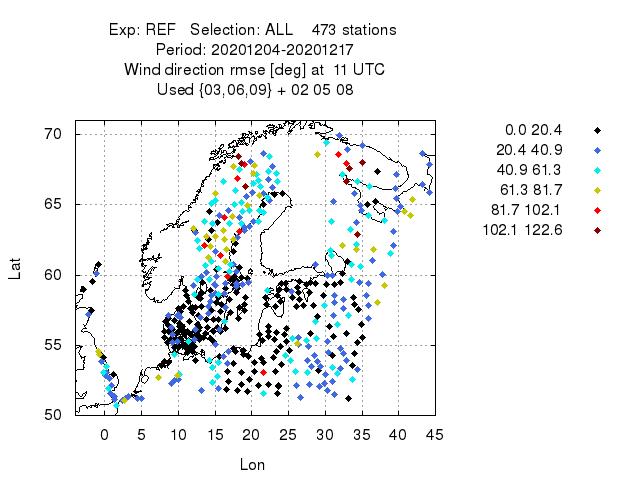 Exp: REF Selection: ALL 473 stations
Period: 20201204-20201217
Wind direction rmse [deg] at 11 UTC
Used {03,06,09} + 02 05 08
0.0 20.4
20.4 40.9
40.9 61.3
61.3 81.7
81.7 102.1
102.1 122.6
70
65
60
55
50
Lat
0 5 10 15 20 25 30 35 40 45
Lon